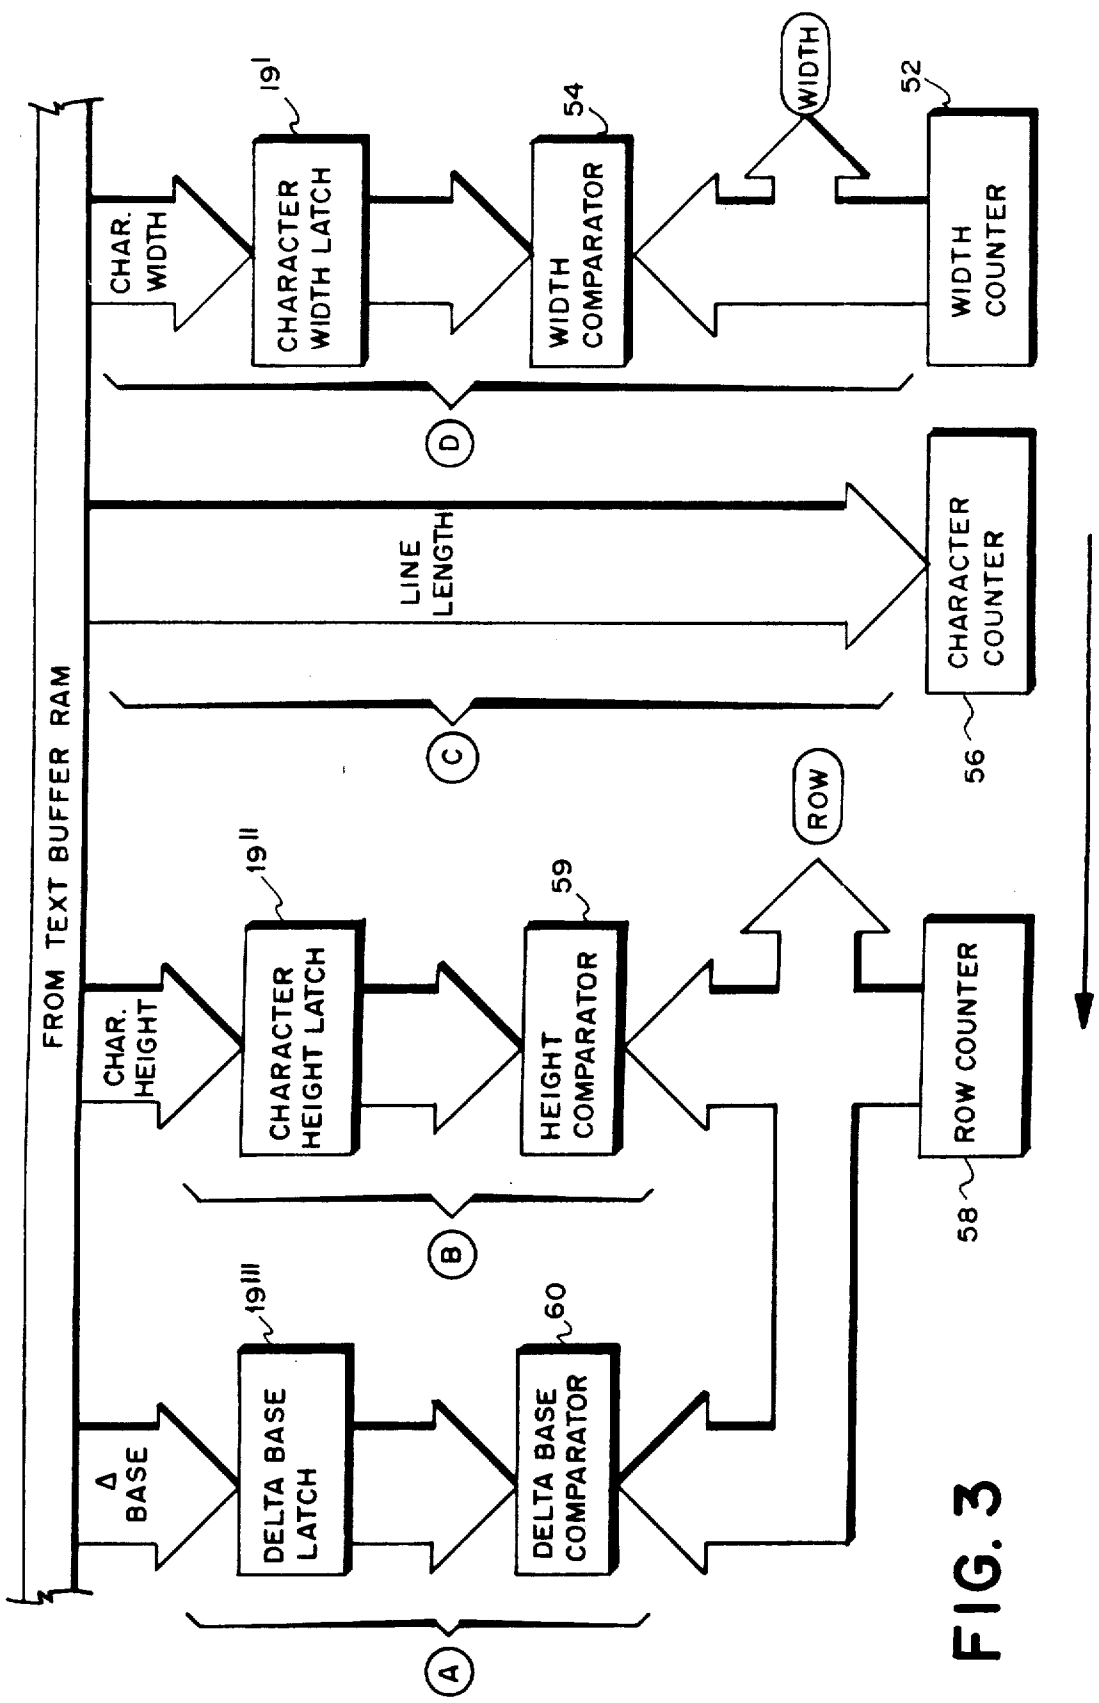 FROM TEXT BUFFER RAM
Δ
BASE
CHAR.
HEIGHT
LINE
LENGTH
CHAR.
WIDTH
19III
DELTA BASE
LATCH
19II
CHARACTER
HEIGHT LATCH
19I
CHARACTER
WIDTH LATCH
A
B
C
D
60
DELTA BASE
COMPARATOR
59
HEIGHT
COMPARATOR
54
WIDTH
COMPARATOR
ROW
WIDTH
58
ROW COUNTER
56
CHARACTER
COUNTER
52
WIDTH
COUNTER
FIG. 3